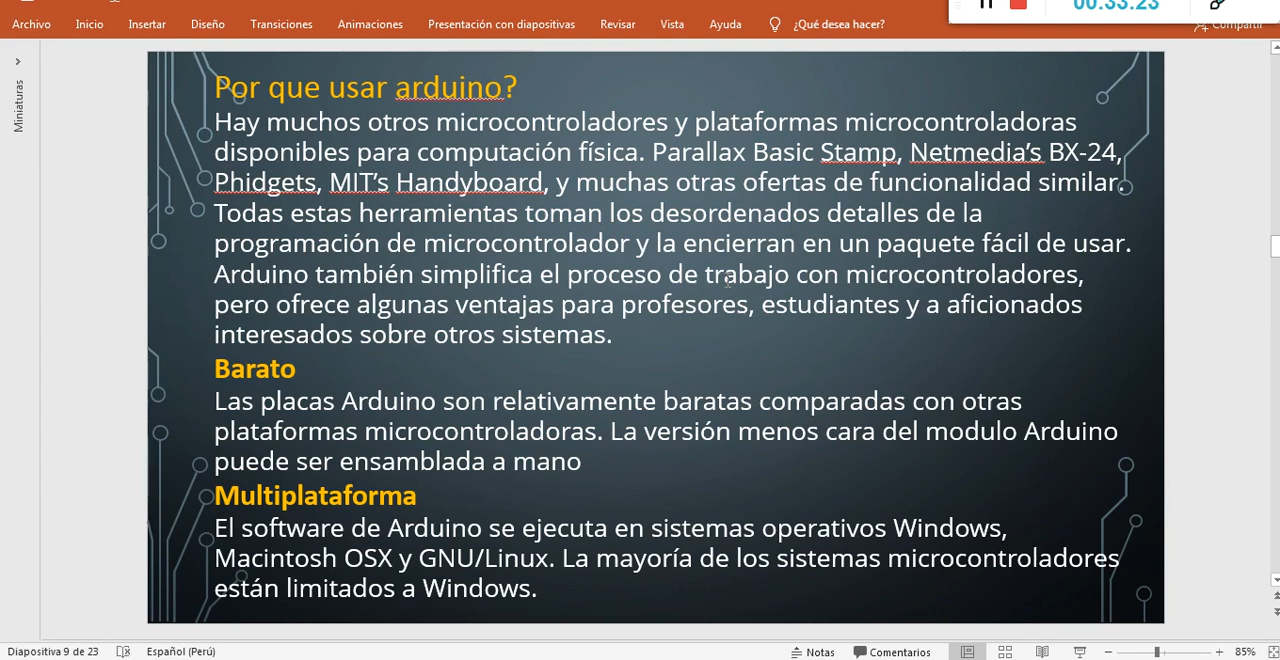 00:33:23
Archivo Inicio Insertar Diseño Transiciones Animaciones Presentación con diapositivas Revisar Vista Ayuda ¿Qué desea hacer? Compartir
Miniaturas
Por que usar arduino?
Hay muchos otros microcontroladores y plataformas microcontroladoras
disponibles para computación física. Parallax Basic Stamp, Netmedia’s BX-24,
Phidgets, MIT’s Handyboard, y muchas otras ofertas de funcionalidad similar.
Todas estas herramientas toman los desordenados detalles de la
programación de microcontrolador y la encierran en un paquete fácil de usar.
Arduino también simplifica el proceso de trabajo con microcontroladores,
pero ofrece algunas ventajas para profesores, estudiantes y a aficionados
interesados sobre otros sistemas.
Barato
Las placas Arduino son relativamente baratas comparadas con otras
plataformas microcontroladoras. La versión menos cara del modulo Arduino
puede ser ensamblada a mano
Multiplataforma
El software de Arduino se ejecuta en sistemas operativos Windows,
Macintosh OSX y GNU/Linux. La mayoría de los sistemas microcontroladores
están limitados a Windows.
Diapositiva 9 de 23 Español (Perú) Notas Comentarios 85%